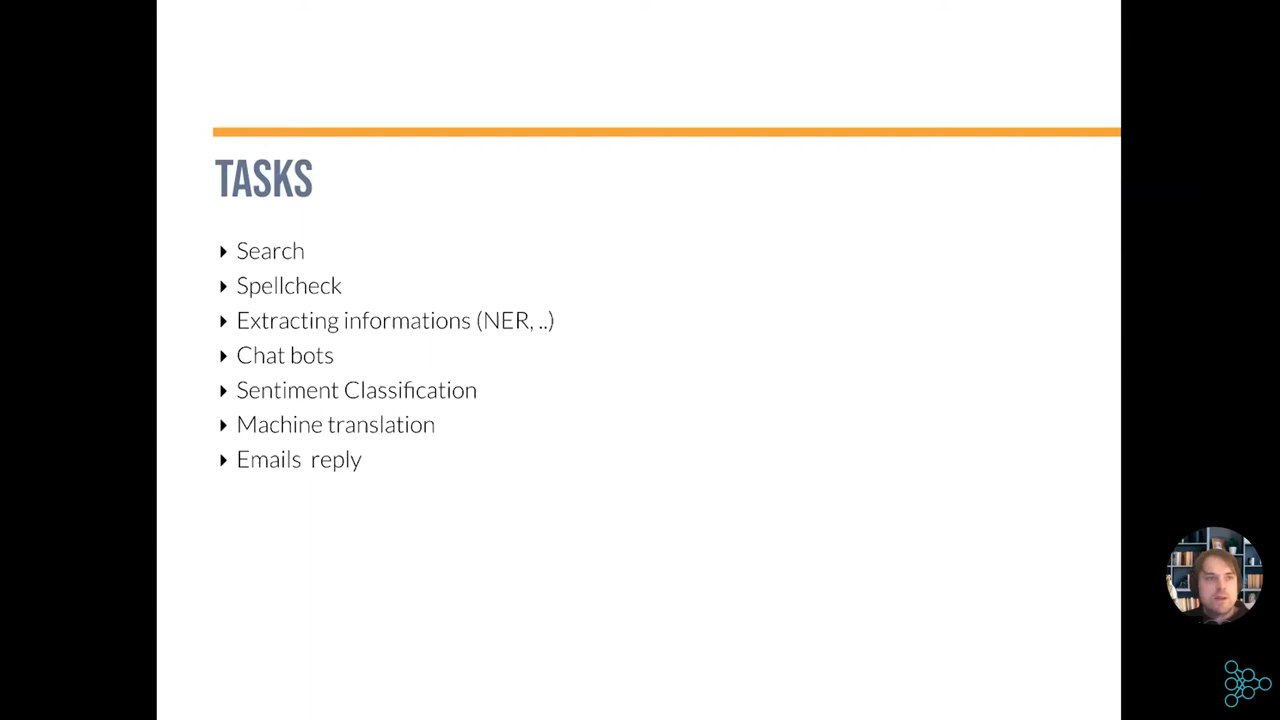 TASKS
Search
Spellcheck
Extracting informations (NER, ..)
Chat bots
Sentiment Classification
Machine translation
Emails reply